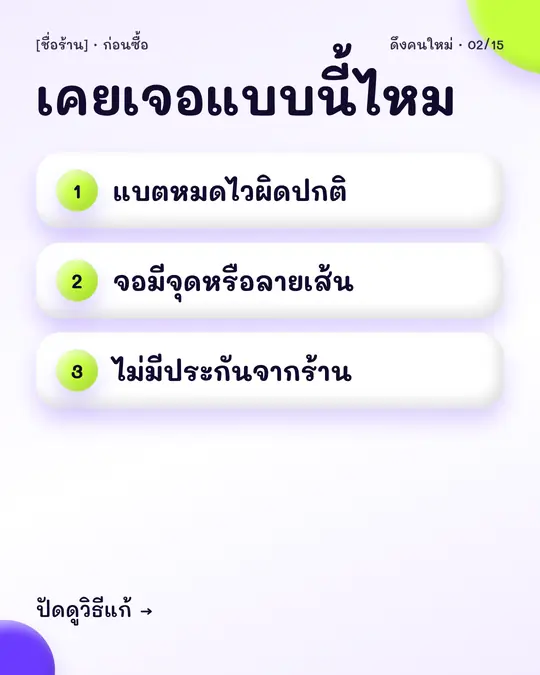 [ชื่อร้าน] · ก่อนซื้อ
ดึงคนใหม่ · 02/15
เคยเจอแบบนี้ไหม
1 แบตหมดไวผิดปกติ
2 จอมีจุดหรือลายเส้น
3 ไม่มีประกันจากร้าน
ปัดดูวิธีแก้ →